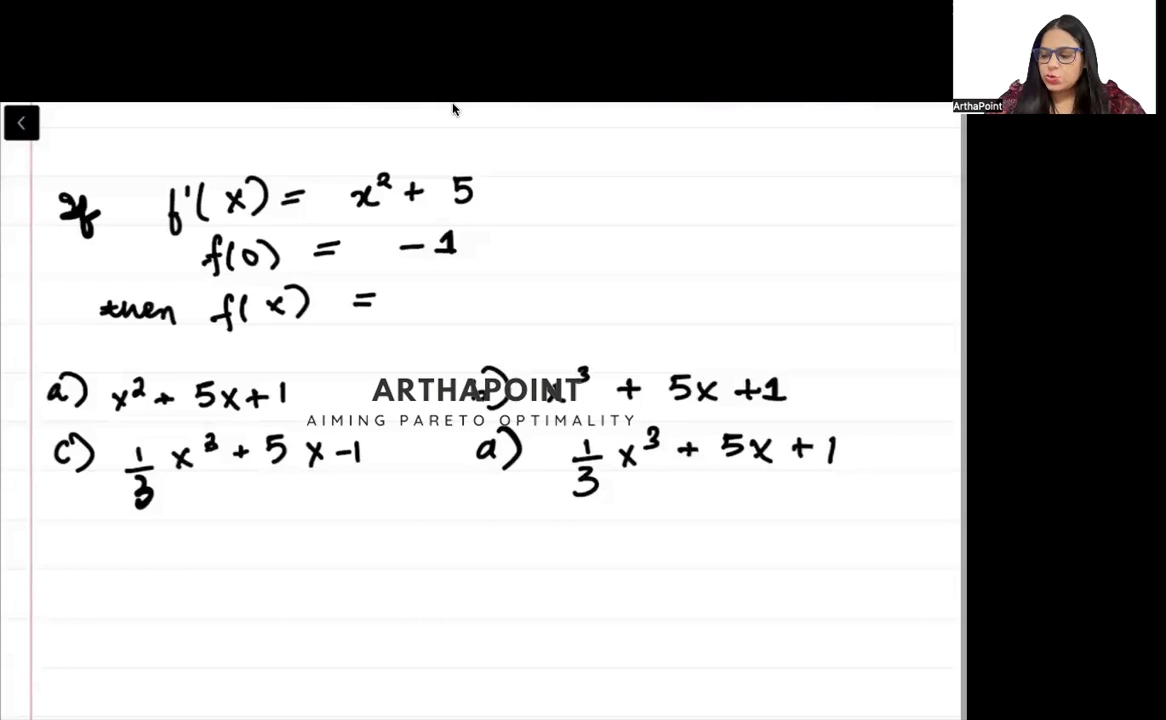 ArthaPoint
If f'(x) = x² + 5
f(0) = -1
then f(x) =
a) x² + 5x+1
x³ + 5x +1
ARTHAPOINT
AIMING PARETO OPTIMALITY
c) 1/3 x³ + 5x -1
a) 1/3 x³ + 5x + 1